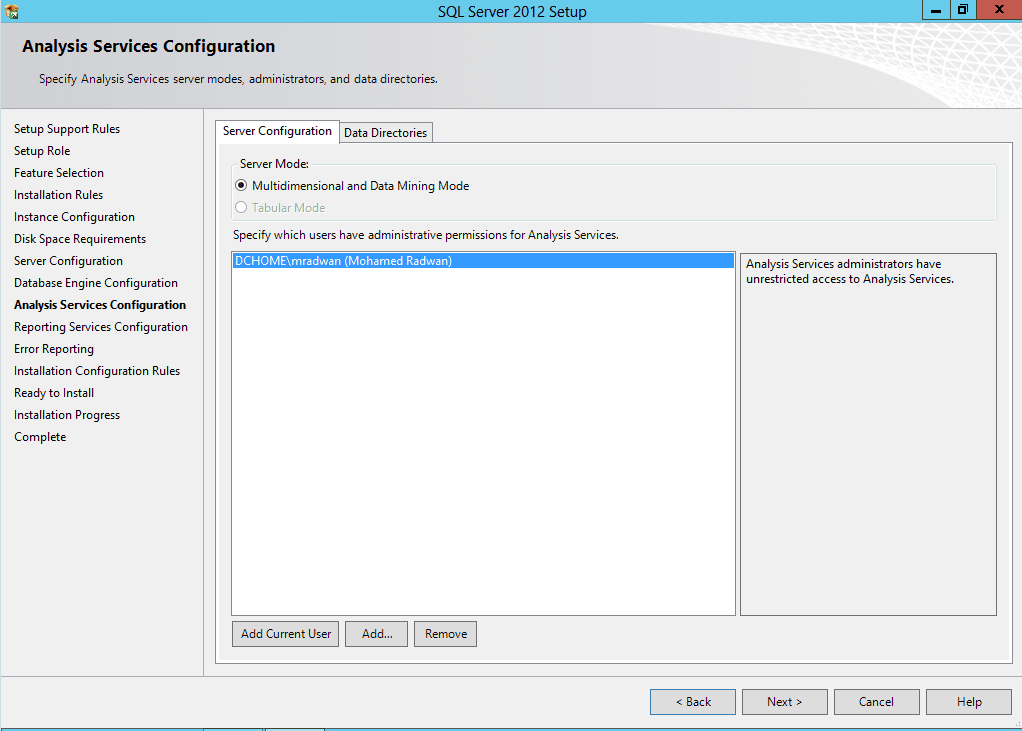 SQL Server 2012 Setup
Analysis Services Configuration
Specify Analysis Services server modes, administrators, and data directories.
Setup Support Rules
Setup Role
Feature Selection
Installation Rules
Instance Configuration
Disk Space Requirements
Server Configuration
Database Engine Configuration
Analysis Services Configuration
Reporting Services Configuration
Error Reporting
Installation Configuration Rules
Ready to Install
Installation Progress
Complete
Server Configuration
Data Directories
Server Mode:
Multidimensional and Data Mining Mode
Tabular Mode
Specify which users have administrative permissions for Analysis Services.
DCHOME\mradwan (Mohamed Radwan)
Analysis Services administrators have
unrestricted access to Analysis Services.
Add Current User
Add...
Remove
< Back
Next >
Cancel
Help